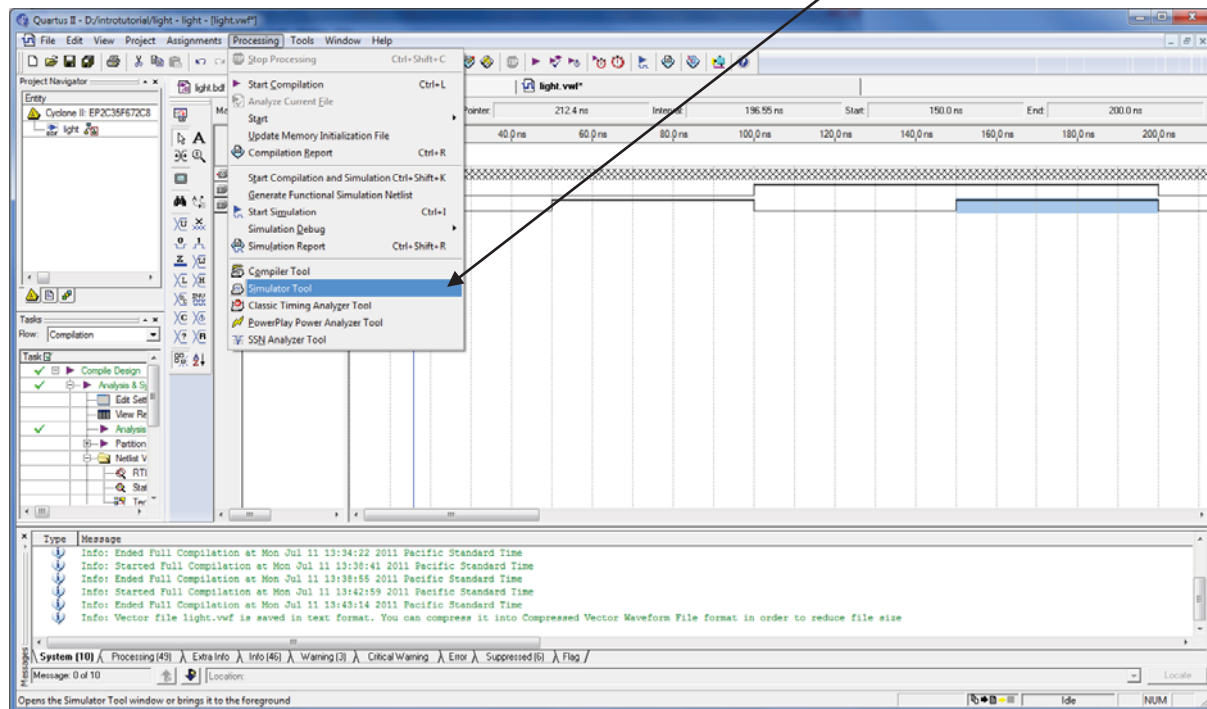 Quartus II - D:/introtutorial/light - light - [light.vwf*]
File Edit View Project Assignments Processing Tools Window Help
Stop Processing Ctrl+Shift+C
Project Navigator
Entity
Cyclone II: EP2C35F672C8
light
light.bdf
light.vwf*
Start Compilation Ctrl+L
Analyze Current File
Start
Update Memory Initialization File
Compilation Report Ctrl+R
Start Compilation and Simulation Ctrl+Shift+K
Generate Functional Simulation Netlist
Start Simulation Ctrl+I
Simulation Debug
Simulation Report Ctrl+Shift+R
Compiler Tool
Simulator Tool
Classic Timing Analyzer Tool
PowerPlay Power Analyzer Tool
SSN Analyzer Tool
Pointer: 212.4 ns Interval: 196.55 ns Start: 150.0 ns End: 200.0 ns
40.0 ns 60.0 ns 80.0 ns 100.0 ns 120.0 ns 140.0 ns 160.0 ns 180.0 ns 200.0 ns
Tasks
Flow: Compilation
Task
Compile Design
Analysis & Sy
Edit Sett
View Re
Analysis
Partition
Netlist V
RTL
Stat
Tec
Type Message
Info: Ended Full Compilation at Mon Jul 11 13:34:22 2011 Pacific Standard Time
Info: Started Full Compilation at Mon Jul 11 13:38:41 2011 Pacific Standard Time
Info: Ended Full Compilation at Mon Jul 11 13:38:55 2011 Pacific Standard Time
Info: Started Full Compilation at Mon Jul 11 13:42:59 2011 Pacific Standard Time
Info: Ended Full Compilation at Mon Jul 11 13:43:14 2011 Pacific Standard Time
Info: Vector file light.vwf is saved in text format. You can compress it into Compressed Vector Waveform File format in order to reduce file size
Messages
System (10) Processing (49) Extra Info Info (46) Warning (3) Critical Warning Error Suppressed (6) Flag
Message: 0 of 10 Location: Locate
Opens the Simulator Tool window or brings it to the foreground Idle NUM